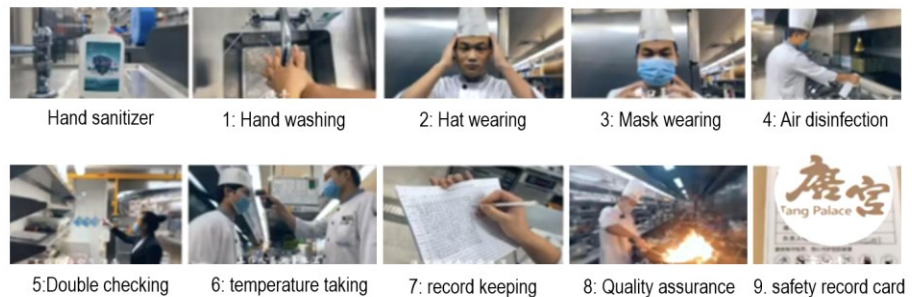 Hand sanitizer
1: Hand washing
2: Hat wearing
3: Mask wearing
4: Air disinfection
唐宫
Tang Palace
5:Double checking
6: temperature taking
7: record keeping
8: Quality assurance
9. safety record card